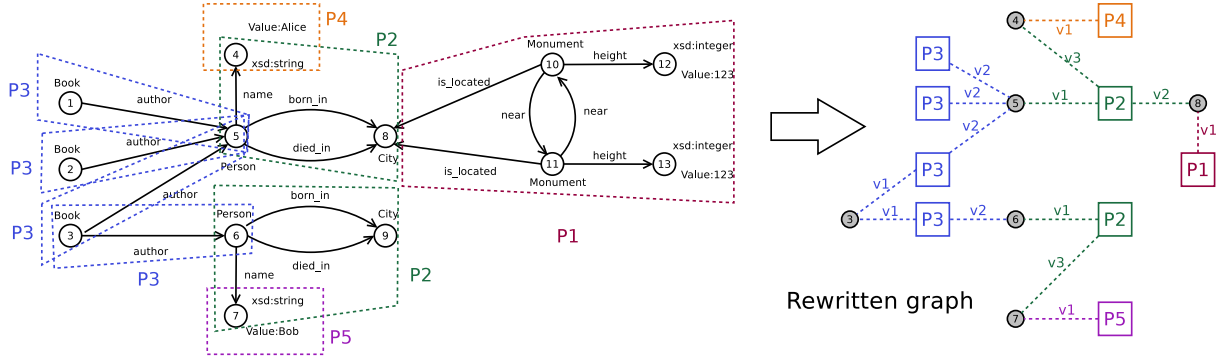 Value:Alice
P4
4
xsd:string
P2
P3
Book
1
author
name
born_in
P3
Book
2
author
5
Person
died_in
8
City
is_located
Monument
10
height
12
xsd:integer
Value:123
near
near
is_located
11
Monument
height
13
xsd:integer
Value:123
P1
P3
Book
3
author
author
P3
Person
6
born_in
died_in
City
9
name
P2
xsd:string
7
Value:Bob
P5
4
v1
P4
v3
P3
v2
P3
v2
5
v1
P2
v2
8
v2
P3
v1
P1
v1
3
v1
P3
v2
6
v1
P2
v3
Rewritten graph
7
v1
P5